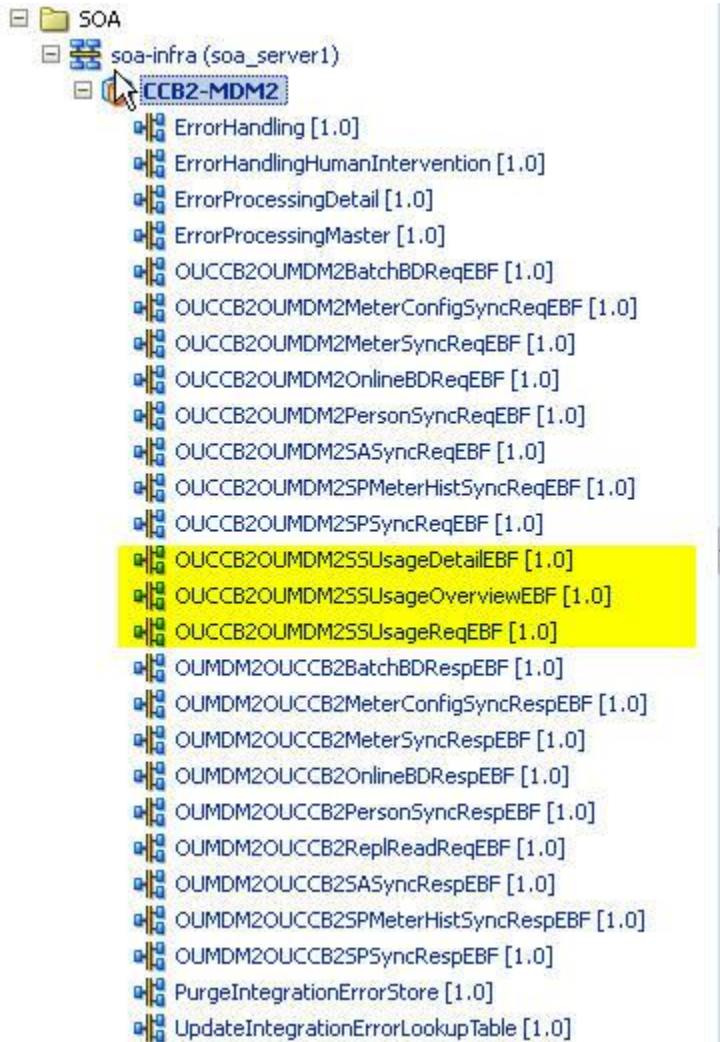 SOA
soa-infra (soa_server1)
CCB2-MDM2
ErrorHandling [1.0]
ErrorHandlingHumanIntervention [1.0]
ErrorProcessingDetail [1.0]
ErrorProcessingMaster [1.0]
OUCCB2OUMDM2BatchBDReqEBF [1.0]
OUCCB2OUMDM2MeterConfigSyncReqEBF [1.0]
OUCCB2OUMDM2MeterSyncReqEBF [1.0]
OUCCB2OUMDM2OnlineBDReqEBF [1.0]
OUCCB2OUMDM2PersonSyncReqEBF [1.0]
OUCCB2OUMDM2SASyncReqEBF [1.0]
OUCCB2OUMDM2SPMeterHistSyncReqEBF [1.0]
OUCCB2OUMDM2SPSyncReqEBF [1.0]
OUCCB2OUMDM2SSUsageDetailEBF [1.0]
OUCCB2OUMDM2SSUsageOverviewEBF [1.0]
OUCCB2OUMDM2SSUsageReqEBF [1.0]
OUMDM2OUCCB2BatchBDRespEBF [1.0]
OUMDM2OUCCB2MeterConfigSyncRespEBF [1.0]
OUMDM2OUCCB2MeterSyncRespEBF [1.0]
OUMDM2OUCCB2OnlineBDRespEBF [1.0]
OUMDM2OUCCB2PersonSyncRespEBF [1.0]
OUMDM2OUCCB2ReplReadReqEBF [1.0]
OUMDM2OUCCB2SASyncRespEBF [1.0]
OUMDM2OUCCB2SPMeterHistSyncRespEBF [1.0]
OUMDM2OUCCB2SPSyncRespEBF [1.0]
PurgeIntegrationErrorStore [1.0]
UpdateIntegrationErrorLookupTable [1.0]